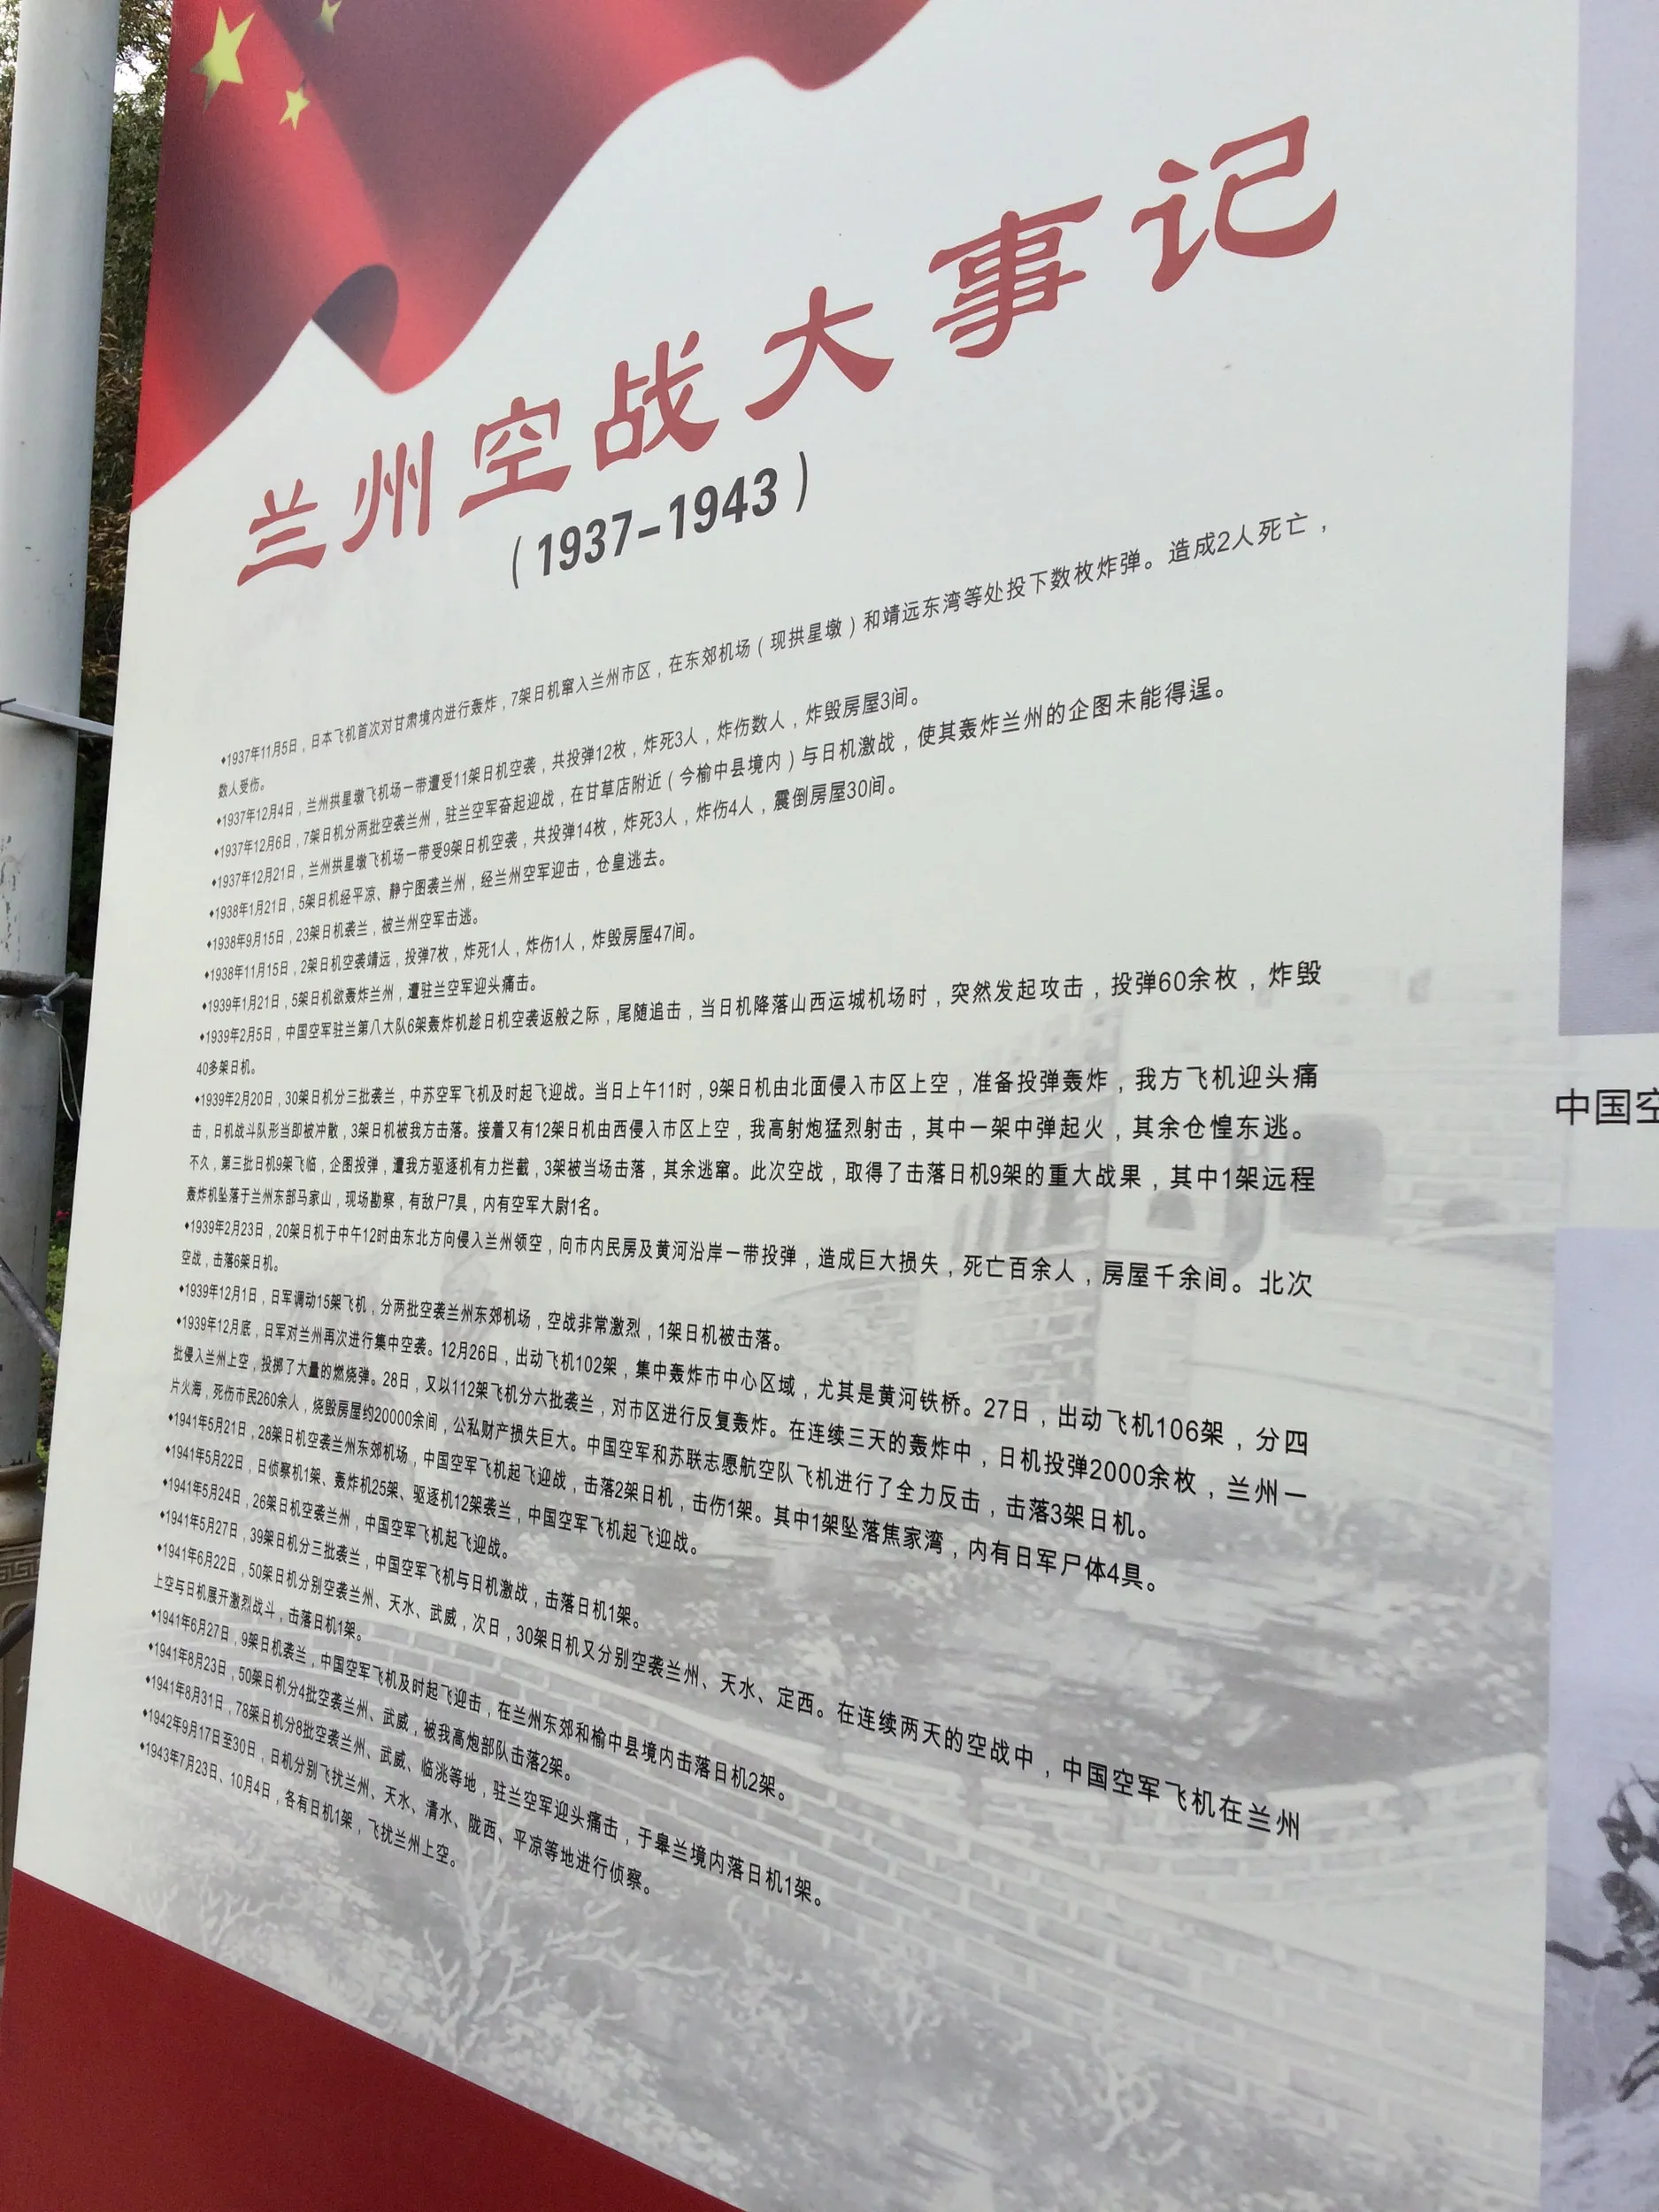 兰州空战大事记
（1937-1943）
◆1937年11月5日，日本飞机首次对甘肃境内进行轰炸，7架日机窜入兰州市区，在东郊机场（现拱星墩）和靖远东湾等处投下数枚炸弹。造成2人死亡，
数人受伤。
◆1937年12月4日，兰州拱星墩飞机场一带遭受11架日机空袭，共投弹12枚，炸死3人，炸伤数人，炸毁房屋3间。
◆1937年12月6日，7架日机分两批空袭兰州，驻兰空军奋起迎战，在甘草店附近（今榆中县境内）与日机激战，使其轰炸兰州的企图未能得逞。
◆1937年12月21日，兰州拱星墩飞机场一带受9架日机空袭，共投弹14枚，炸死3人，炸伤4人，震倒房屋30间。
◆1938年1月21日，5架日机经平凉、静宁图袭兰州，经兰州空军迎击，仓皇逃去。
◆1938年9月15日，23架日机袭兰，被兰州空军击逃。
◆1938年11月15日，2架日机空袭靖远，投弹7枚，炸死1人，炸伤1人，炸毁房屋47间。
◆1939年1月21日，5架日机欲轰炸兰州，遭驻兰空军迎头痛击。
◆1939年2月5日，中国空军驻兰第八大队6架轰炸机趁日机空袭返般之际，尾随追击，当日机降落山西运城机场时，突然发起攻击，投弹60余枚，炸毁
40多架日机。
◆1939年2月20日，30架日机分三批袭兰，中苏空军飞机及时起飞迎战。当日上午11时，9架日机由北面侵入市区上空，准备投弹轰炸，我方飞机迎头痛
击，日机战斗队形当即被冲散，3架日机被我方击落。接着又有12架日机由西侵入市区上空，我高射炮猛烈射击，其中一架中弹起火，其余仓惶东逃。
不久，第三批日机9架飞临，企图投弹，遭我方驱逐机有力拦截，3架被当场击落，其余逃窜。此次空战，取得了击落日机9架的重大战果，其中1架远程
轰炸机坠落于兰州东部马家山，现场勘察，有敌尸7具，内有空军大尉1名。
◆1939年2月23日，20架日机于中午12时由东北方向侵入兰州领空，向市内民房及黄河沿岸一带投弹，造成巨大损失，死亡百余人，房屋千余间。北次
空战，击落6架日机。
◆1939年12月1日，日军调动15架飞机，分两批空袭兰州东郊机场，空战非常激烈，1架日机被击落。
◆1939年12月底，日军对兰州再次进行集中空袭。12月26日，出动飞机102架，集中轰炸市中心区域，尤其是黄河铁桥。27日，出动飞机106架，分四
批侵入兰州上空，投掷了大量的燃烧弹。28日，又以112架飞机分六批袭兰，对市区进行反复轰炸。在连续三天的轰炸中，日机投弹2000余枚，兰州一
片火海，死伤市民260余人，烧毁房屋约20000余间，公私财产损失巨大。中国空军和苏联志愿航空队飞机进行了全力反击，击落3架日机。
◆1941年5月21日，28架日机空袭兰州东郊机场，中国空军飞机起飞迎战，击落2架日机，击伤1架。其中1架坠落焦家湾，内有日军尸体4具。
◆1941年5月22日，日侦察机1架、轰炸机25架、驱逐机12架袭兰，中国空军飞机起飞迎战。
◆1941年5月24日，26架日机空袭兰州，中国空军飞机起飞迎战。
◆1941年5月27日，39架日机分三批袭兰，中国空军飞机与日机激战，击落日机1架。
◆1941年6月22日，50架日机分别空袭兰州、天水、武威，次日，30架日机又分别空袭兰州、天水、定西。在连续两天的空战中，中国空军飞机在兰州
上空与日机展开激烈战斗，击落日机1架。
◆1941年6月27日，9架日机袭兰，中国空军飞机及时起飞迎击，在兰州东郊和榆中县境内击落日机2架。
◆1941年8月23日，50架日机分4批空袭兰州、武威，被我高炮部队击落2架。
◆1941年8月31日，78架日机分8批空袭兰州、武威、临洮等地，驻兰空军迎头痛击，于皋兰境内落日机1架。
◆1942年9月17日至30日，日机分别飞扰兰州、天水、清水、陇西、平凉等地进行侦察。
◆1943年7月23日、10月4日，各有日机1架，飞扰兰州上空。
中国空